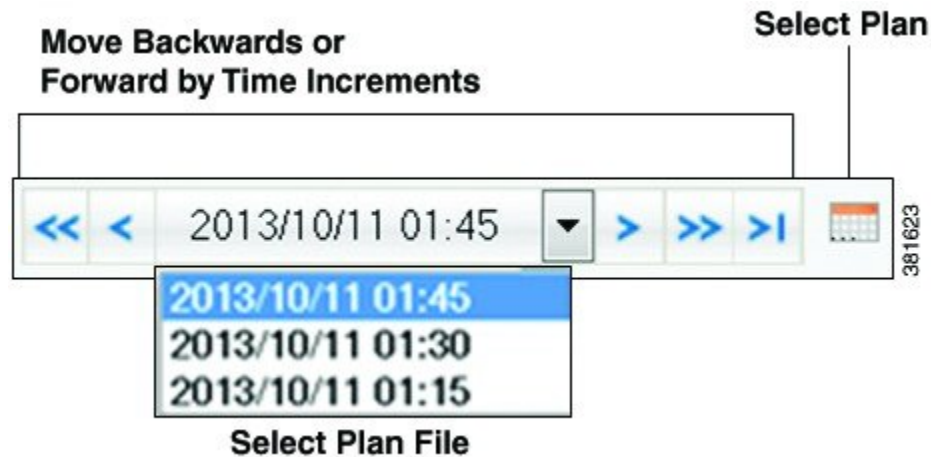 Select Plan
Move Backwards or
Forward by Time Increments
<< < 2013/10/11 01:45 > >> >|
381623
2013/10/11 01:45
2013/10/11 01:30
2013/10/11 01:15
Select Plan File